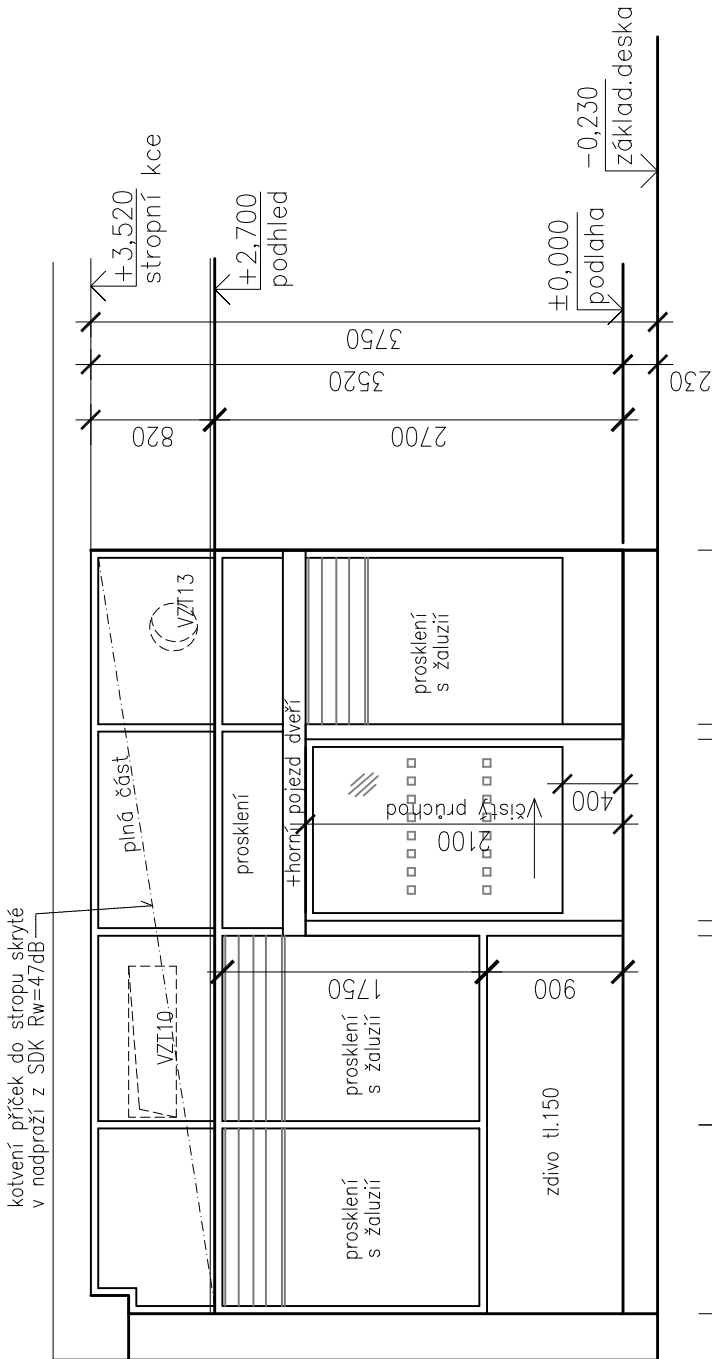 kotvení příček do stropu skryté
v nadpraží z SDK Rw=47dB
+3,520
stropní kce
+2,700
podhled
±0,000
podlaha
-0,230
základ.deska
820
2700
3520
3750
230
plná část
VZT10
VZT13
prosklení
+horní pojezd dveří
prosklení
s žaluzií
prosklení
s žaluzií
prosklení
s žaluzií
čistý průchod
2100
400
1750
900
zdivo tl.150